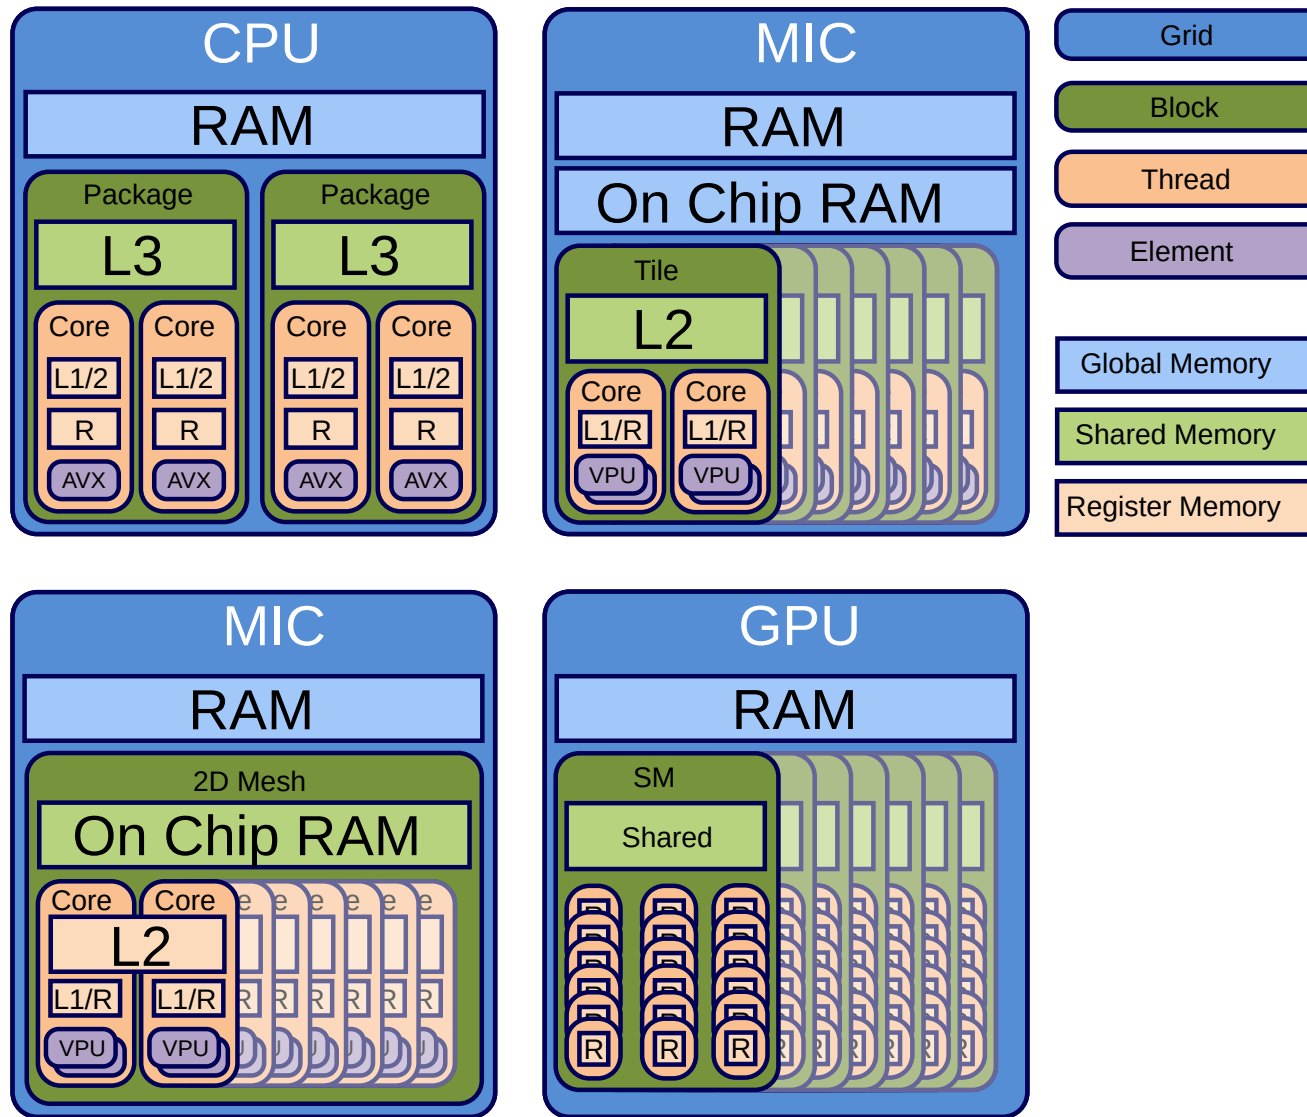 CPU
RAM
Package
Package
L3
L3
Core
Core
Core
Core
L1/2
L1/2
L1/2
L1/2
R
R
R
R
AVX
AVX
AVX
AVX
MIC
RAM
On Chip RAM
Tile
L2
Core
Core
L1/R
L1/R
VPU
VPU
Grid
Block
Thread
Element
Global Memory
Shared Memory
Register Memory
MIC
RAM
2D Mesh
On Chip RAM
Core
Core
e
e
e
e
e
e
L2
L1/R
L1/R
R
R
R
R
R
R
VPU
VPU
GPU
RAM
SM
Shared
R
R
R